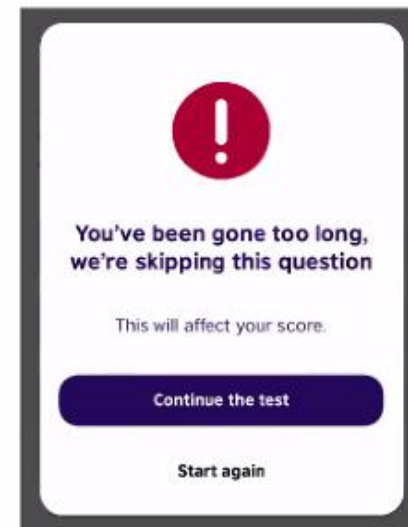 You've been gone too long,
we're skipping this question
This will affect your score.
Continue the test
Start again